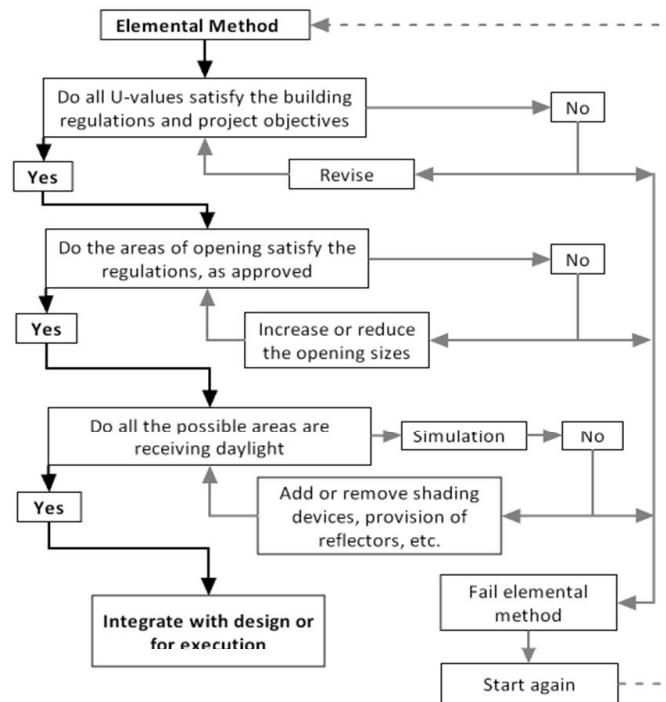 Elemental Method
Do all U-values satisfy the building
regulations and project objectives
No
Yes
Revise
Do the areas of opening satisfy the
regulations, as approved
No
Yes
Increase or reduce
the opening sizes
Do all the possible areas are
receiving daylight
Simulation
No
Yes
Add or remove shading
devices, provision of
reflectors, etc.
Integrate with design or
for execution
Fail elemental
method
Start again